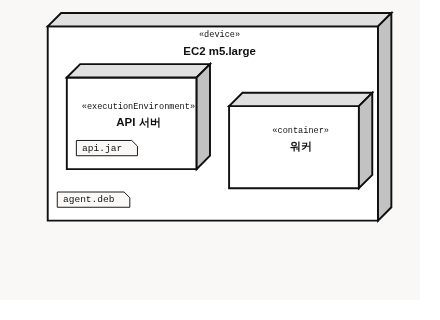 «device»
EC2 m5.large
«executionEnvironment»
API 서버
api.jar
«container»
워커
agent.deb